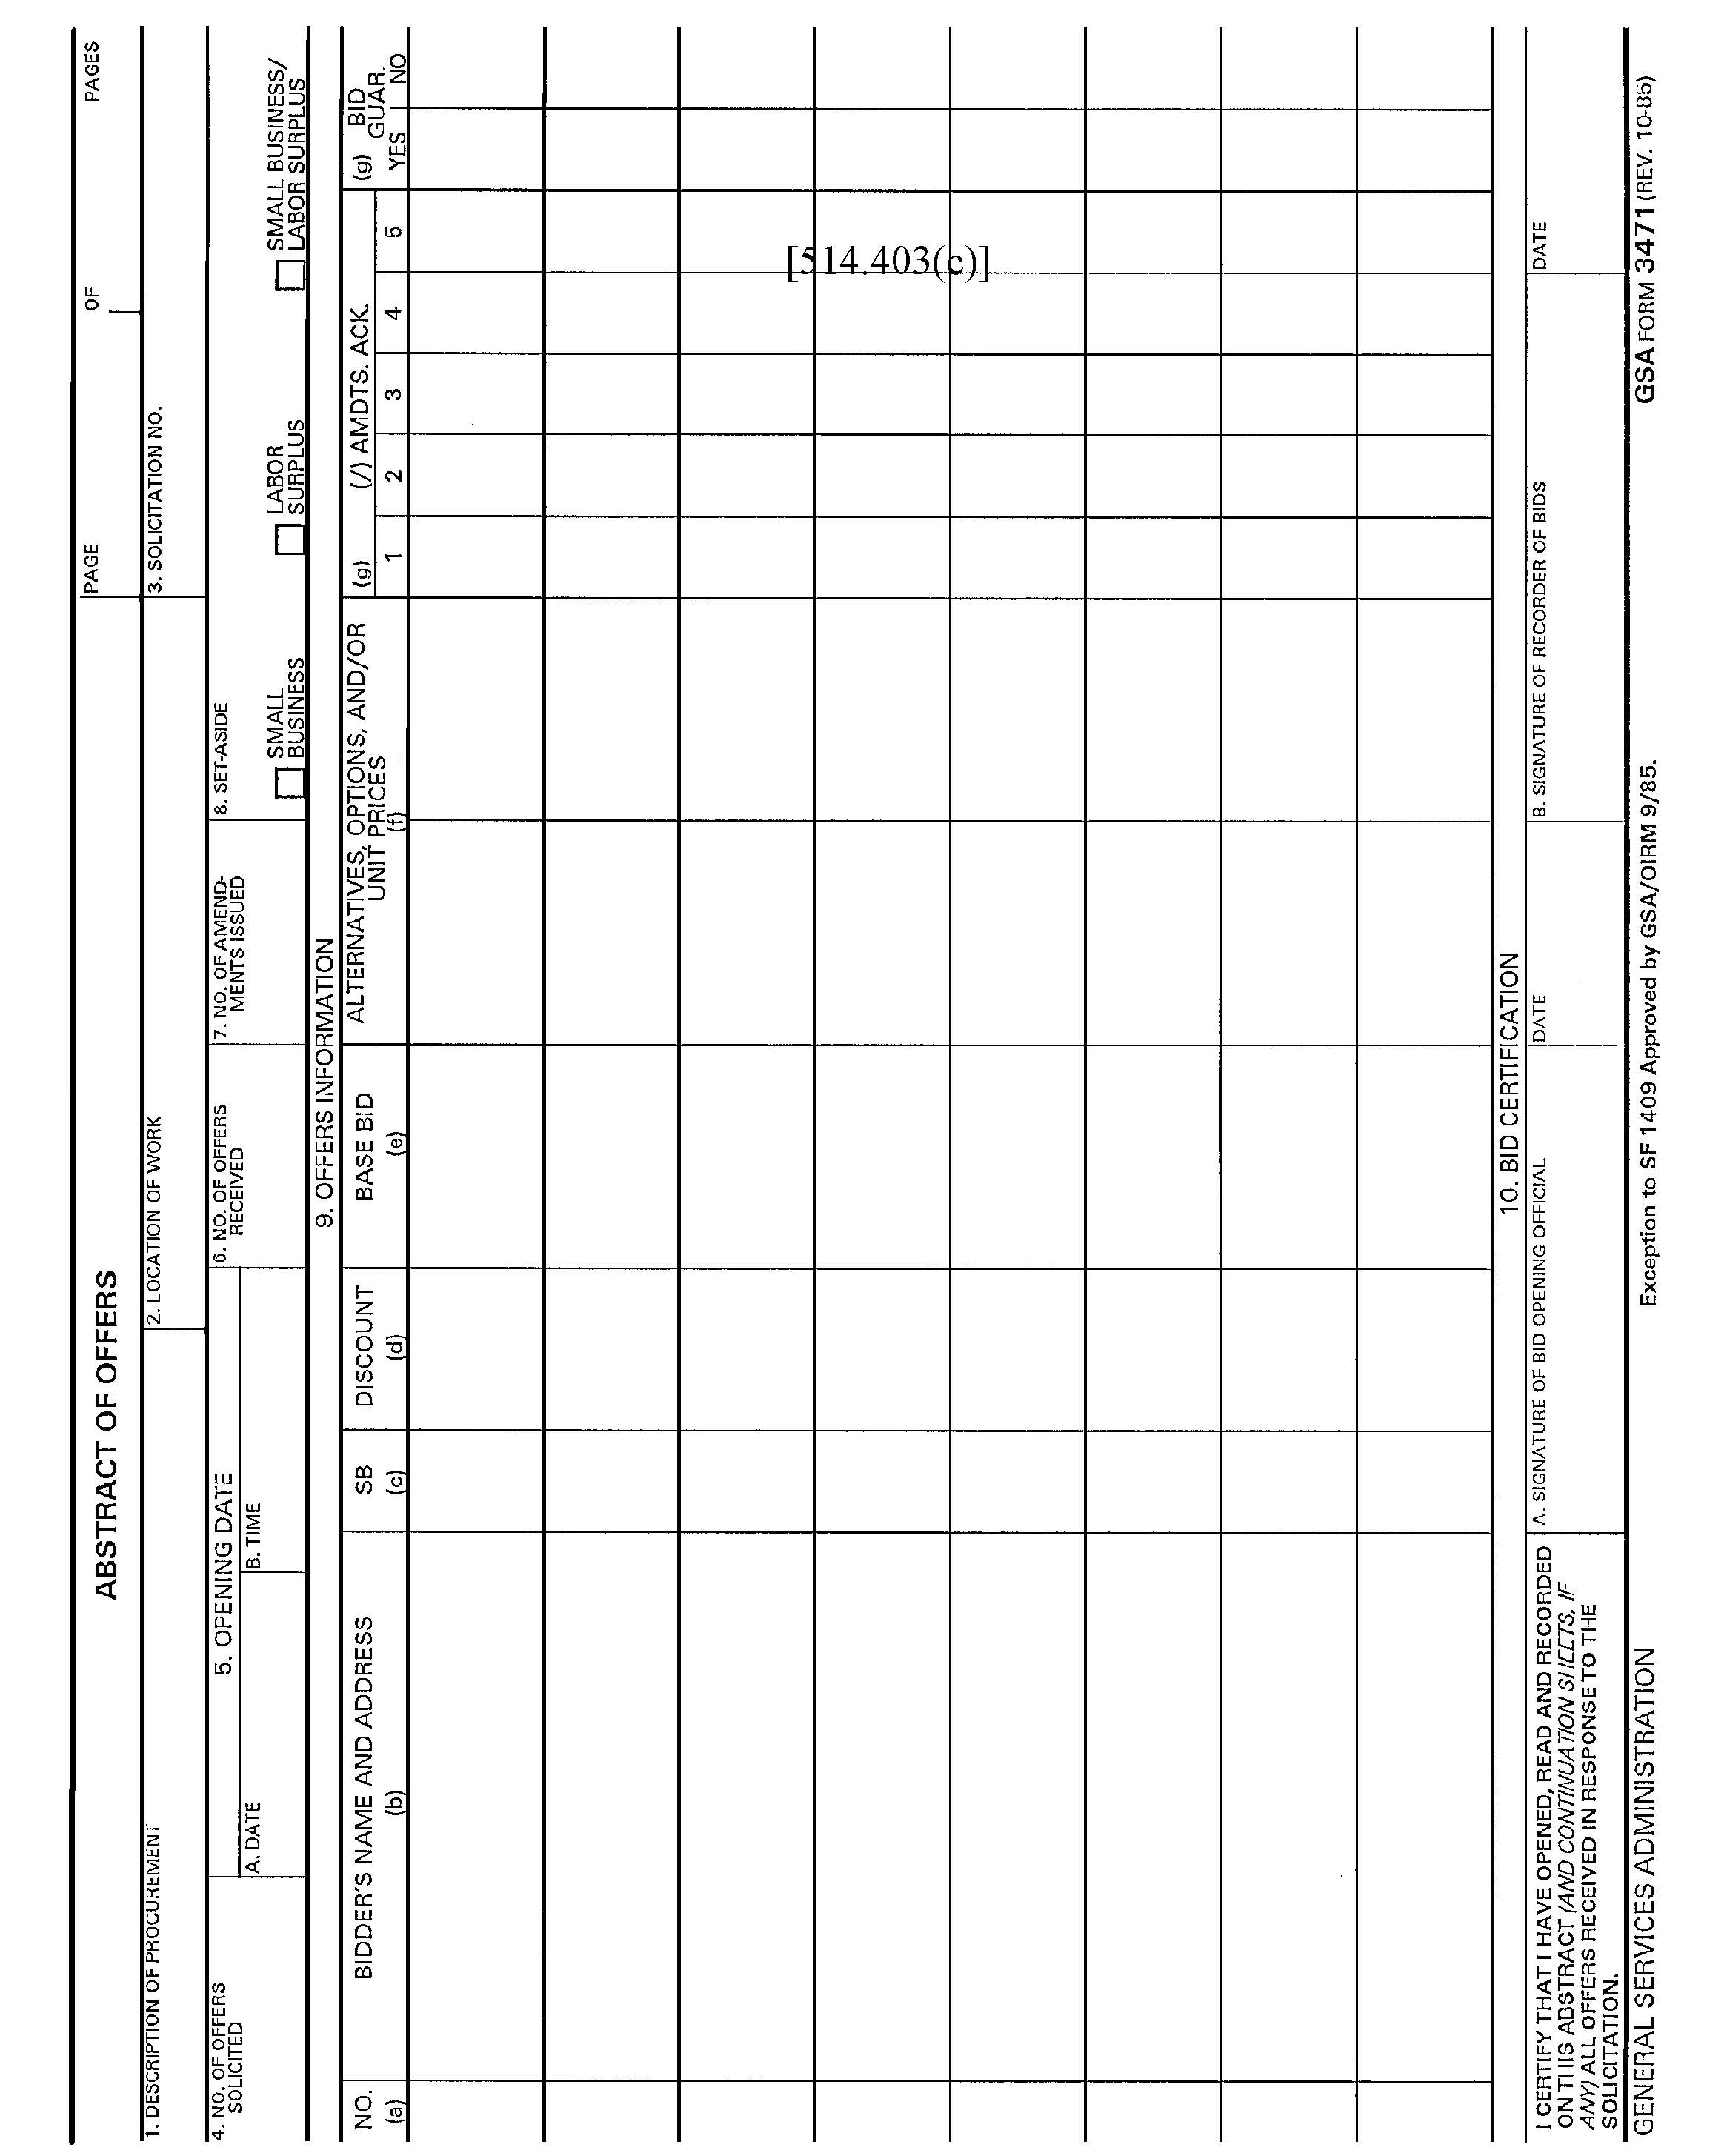 ABSTRACT OF OFFERS
PAGE
OF
PAGES
1. DESCRIPTION OF PROCUREMENT
2. LOCATION OF WORK
3. SOLICITATION NO.
4. NO. OF OFFERS
SOLICITED
5. OPENING DATE
A. DATE
B. TIME
6. NO. OF OFFERS
RECEIVED
7. NO. OF AMEND-
MENTS ISSUED
8. SET-ASIDE
SMALL
BUSINESS
LABOR
SURPLUS
SMALL BUSINESS/
LABOR SURPLUS
9. OFFERS INFORMATION
NO.
(a)
BIDDER'S NAME AND ADDRESS
(b)
SB
(c)
DISCOUNT
(d)
BASE BID
(e)
ALTERNATIVES, OPTIONS, AND/OR
UNIT PRICES
(f)
(g) (/) AMDTS. ACK.
1 2 3 4 5
(g) BID
GUAR.
YES NO
[514.403(c)]
10. BID CERTIFICATION
I CERTIFY THAT I HAVE OPENED, READ AND RECORDED
ON THIS ABSTRACT (AND CONTINUATION SHEETS, IF
ANY) ALL OFFERS RECEIVED IN RESPONSE TO THE
SOLICITATION.
A. SIGNATURE OF BID OPENING OFFICIAL
DATE
B. SIGNATURE OF RECORDER OF BIDS
DATE
GENERAL SERVICES ADMINISTRATION
Exception to SF 1409 Approved by GSA/OIRM 9/85.
GSA FORM 3471 (REV. 10-85)